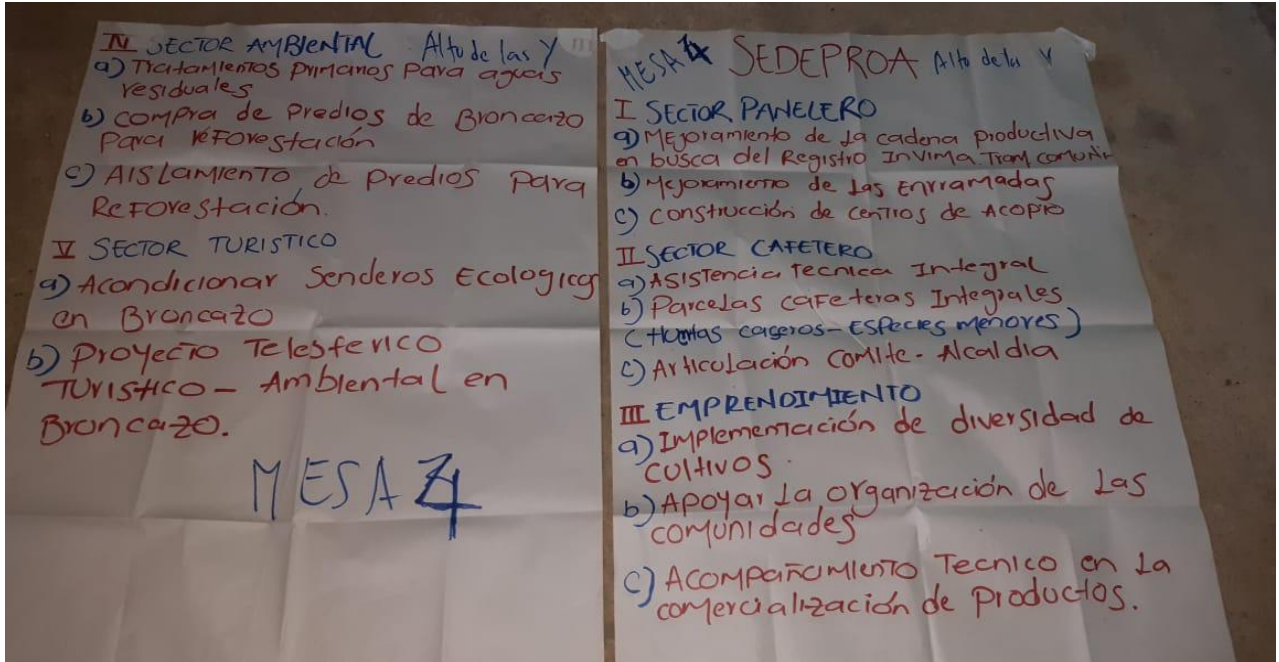 MESA 4 SEDEPROA Alto de la Y
I SECTOR PANELERO
a) MEjoramiento de la cadena productiva
en busca del Registro InVima
b) Mejoramiento de las Enrramadas
c) construcción de centros de Acopio
II SECTOR CAFETERO
a) ASISTencia Tecnica Integral
b) Parcelas cafeteras Integrales
caseros-Especies menores)
c) Articulación comite-Alcaldia
III EMPRENDIMIENTO
a) Implementación de diversidad de
cultivos.
b) Apoyar la organización de las
comunidades
c) Acompañamiento Tecnico en la
comercialización de Productos.
IV SECTOR AMBIENTAL Alto de las Y
a) Tratamientos primarios para aguas
residuales
b) compra de Predios de Broncazo
Para reforestación
c) AISLAMIENTO de predios para
Reforestación.
V SECTOR TURISTICO
a) Acondicionar Senderos Ecologicos
en Broncazo
b) Proyecto Telesferico
Turistico- Ambiental en
Broncazo.
MESA 4